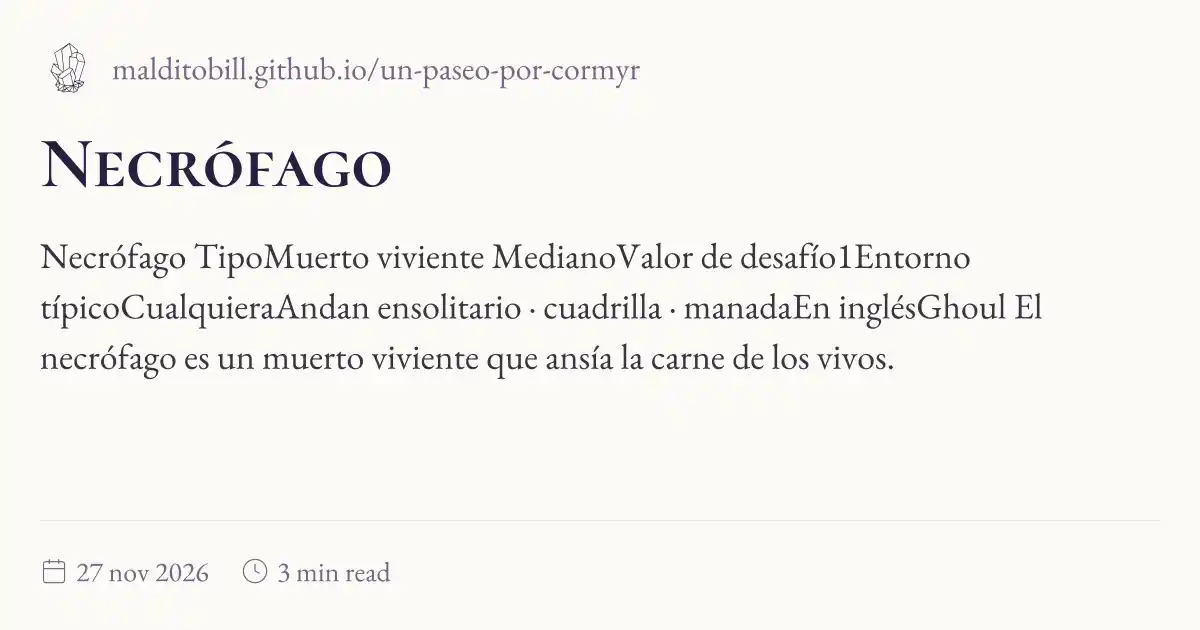 malditobill.github.io/un-paseo-por-cormyr
Necrófago
Necrófago TipoMuerto viviente MedianoValor de desafío1Entorno
típicoCualquieraAndan ensolitario · cuadrilla · manadaEn inglésGhoul El
necrófago es un muerto viviente que ansía la carne de los vivos.
27 nov 2026 3 min read